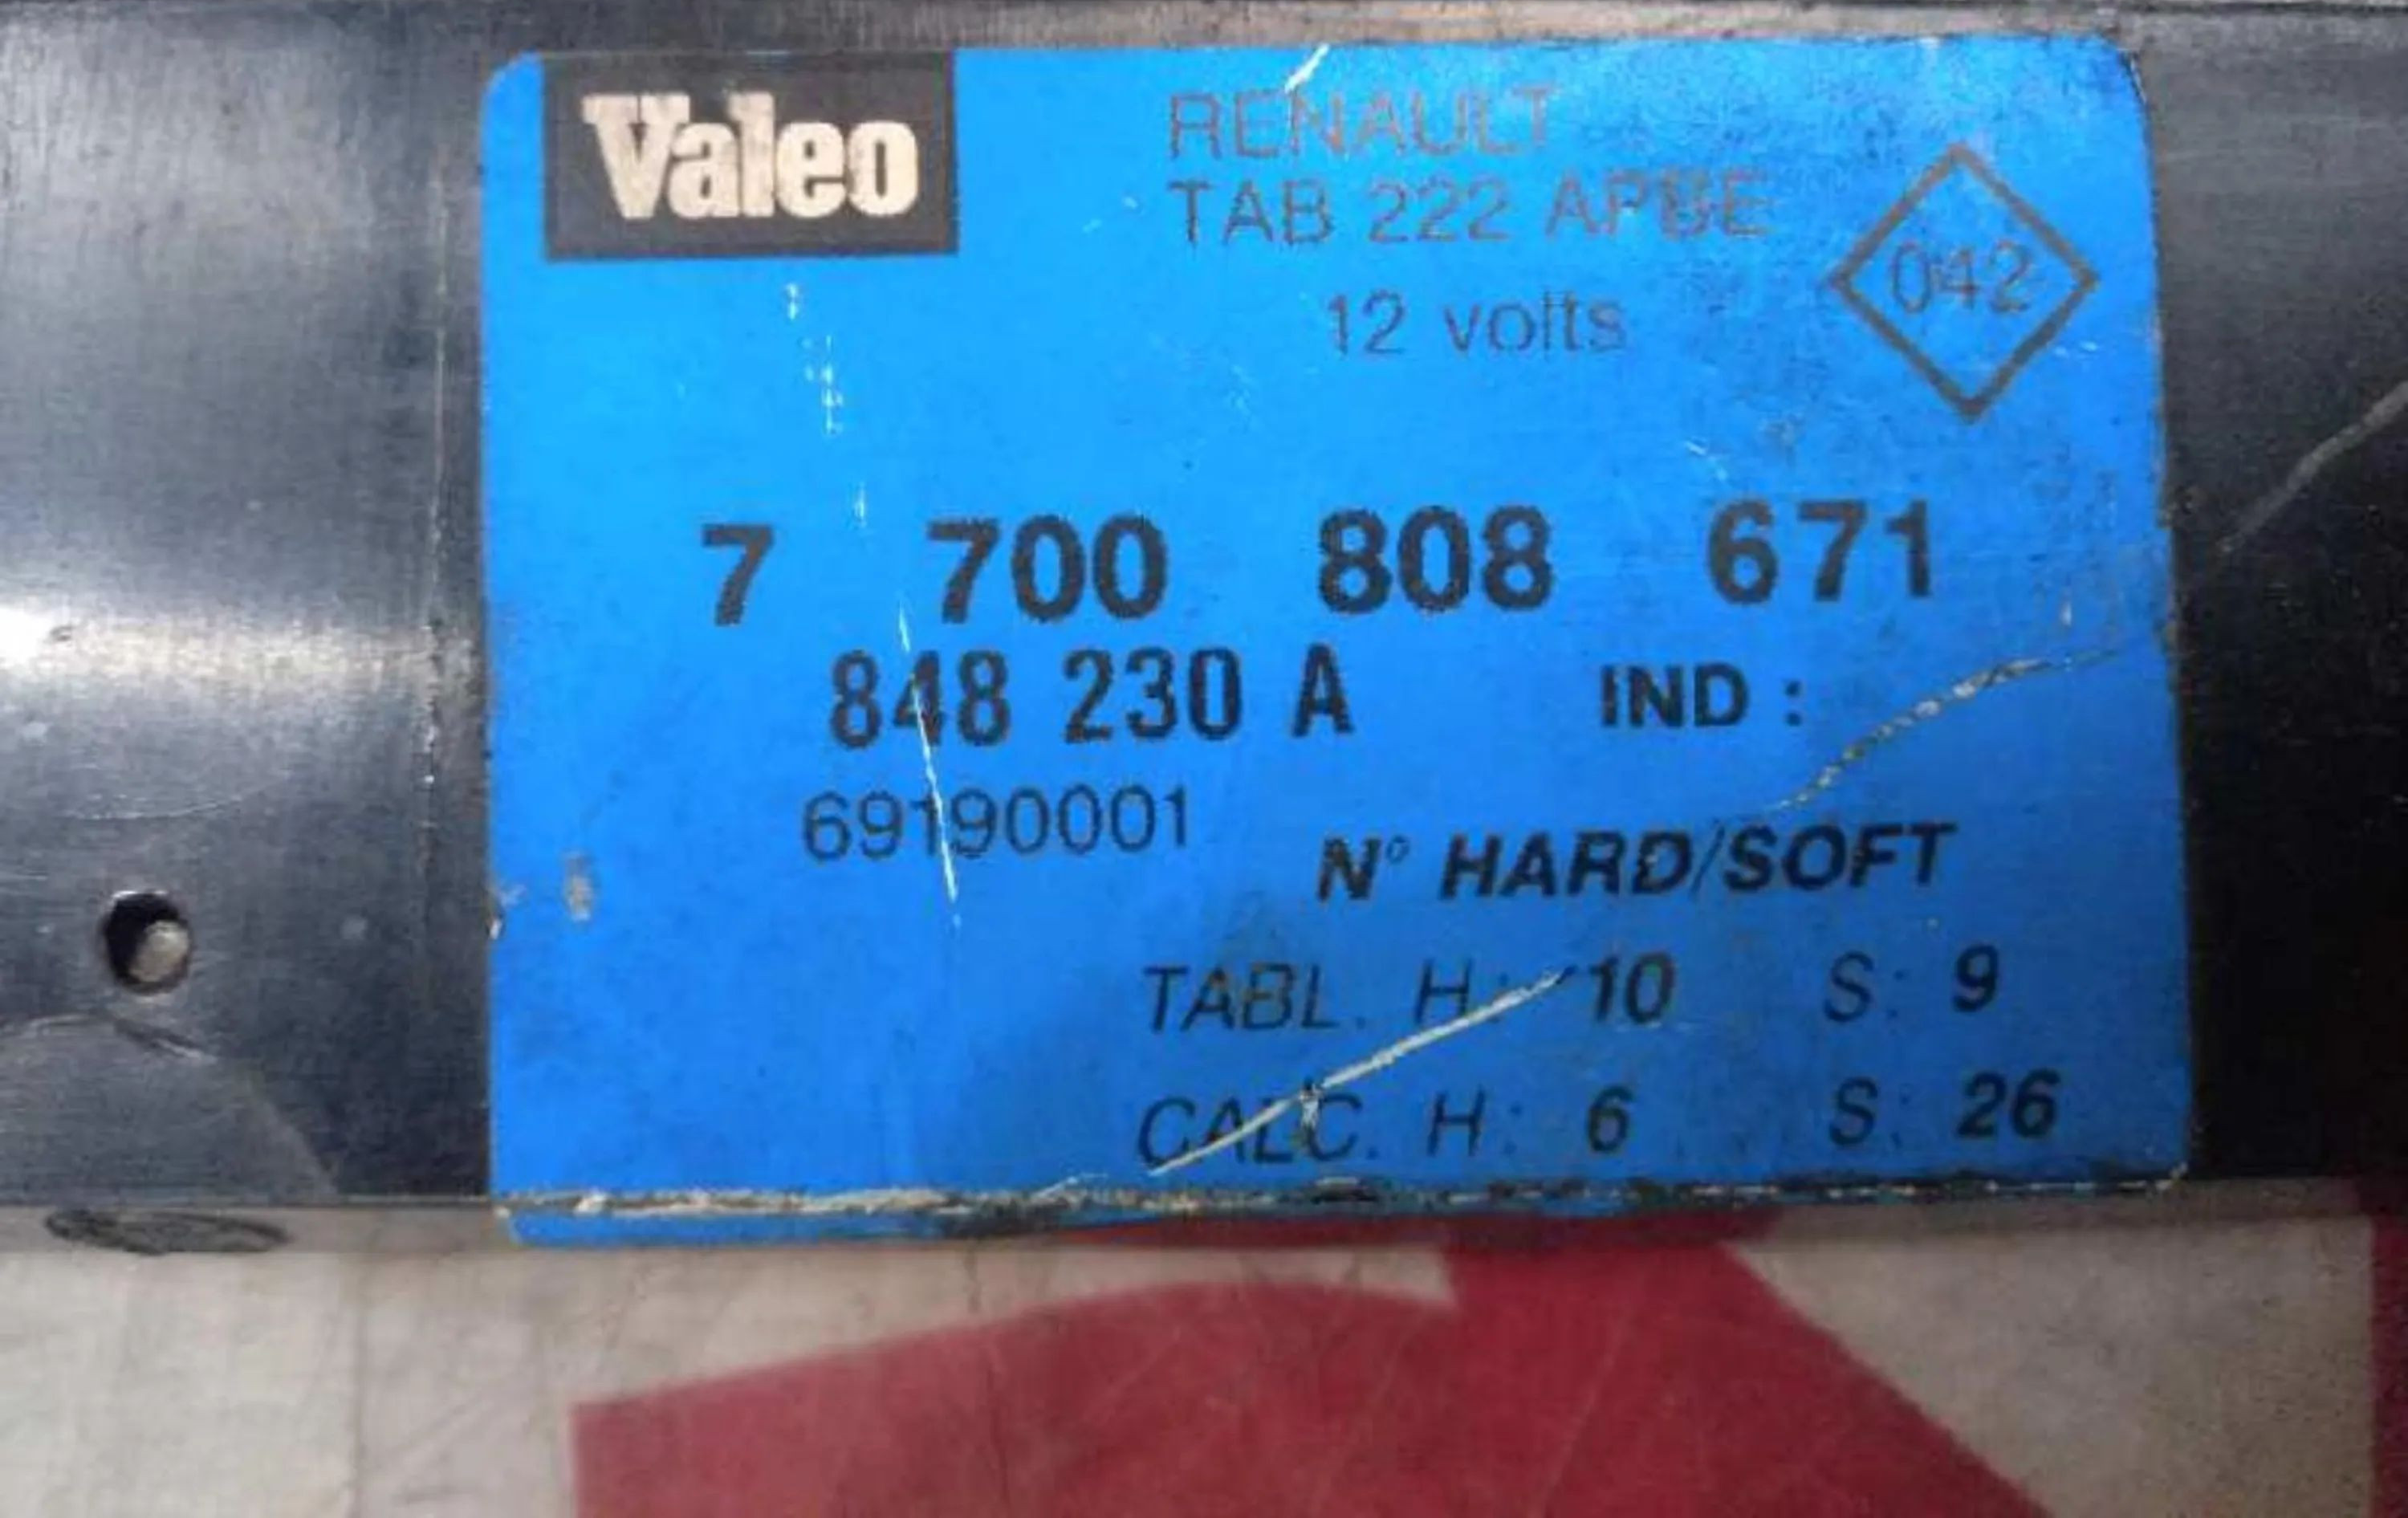 Valeo
RENAULT
TAB 222 APBE
12 volts
042
7 700 808 671
848 230 A IND :
69190001
N° HARD/SOFT
TABL. H: 10 S: 9
CALC. H: 6 S: 26